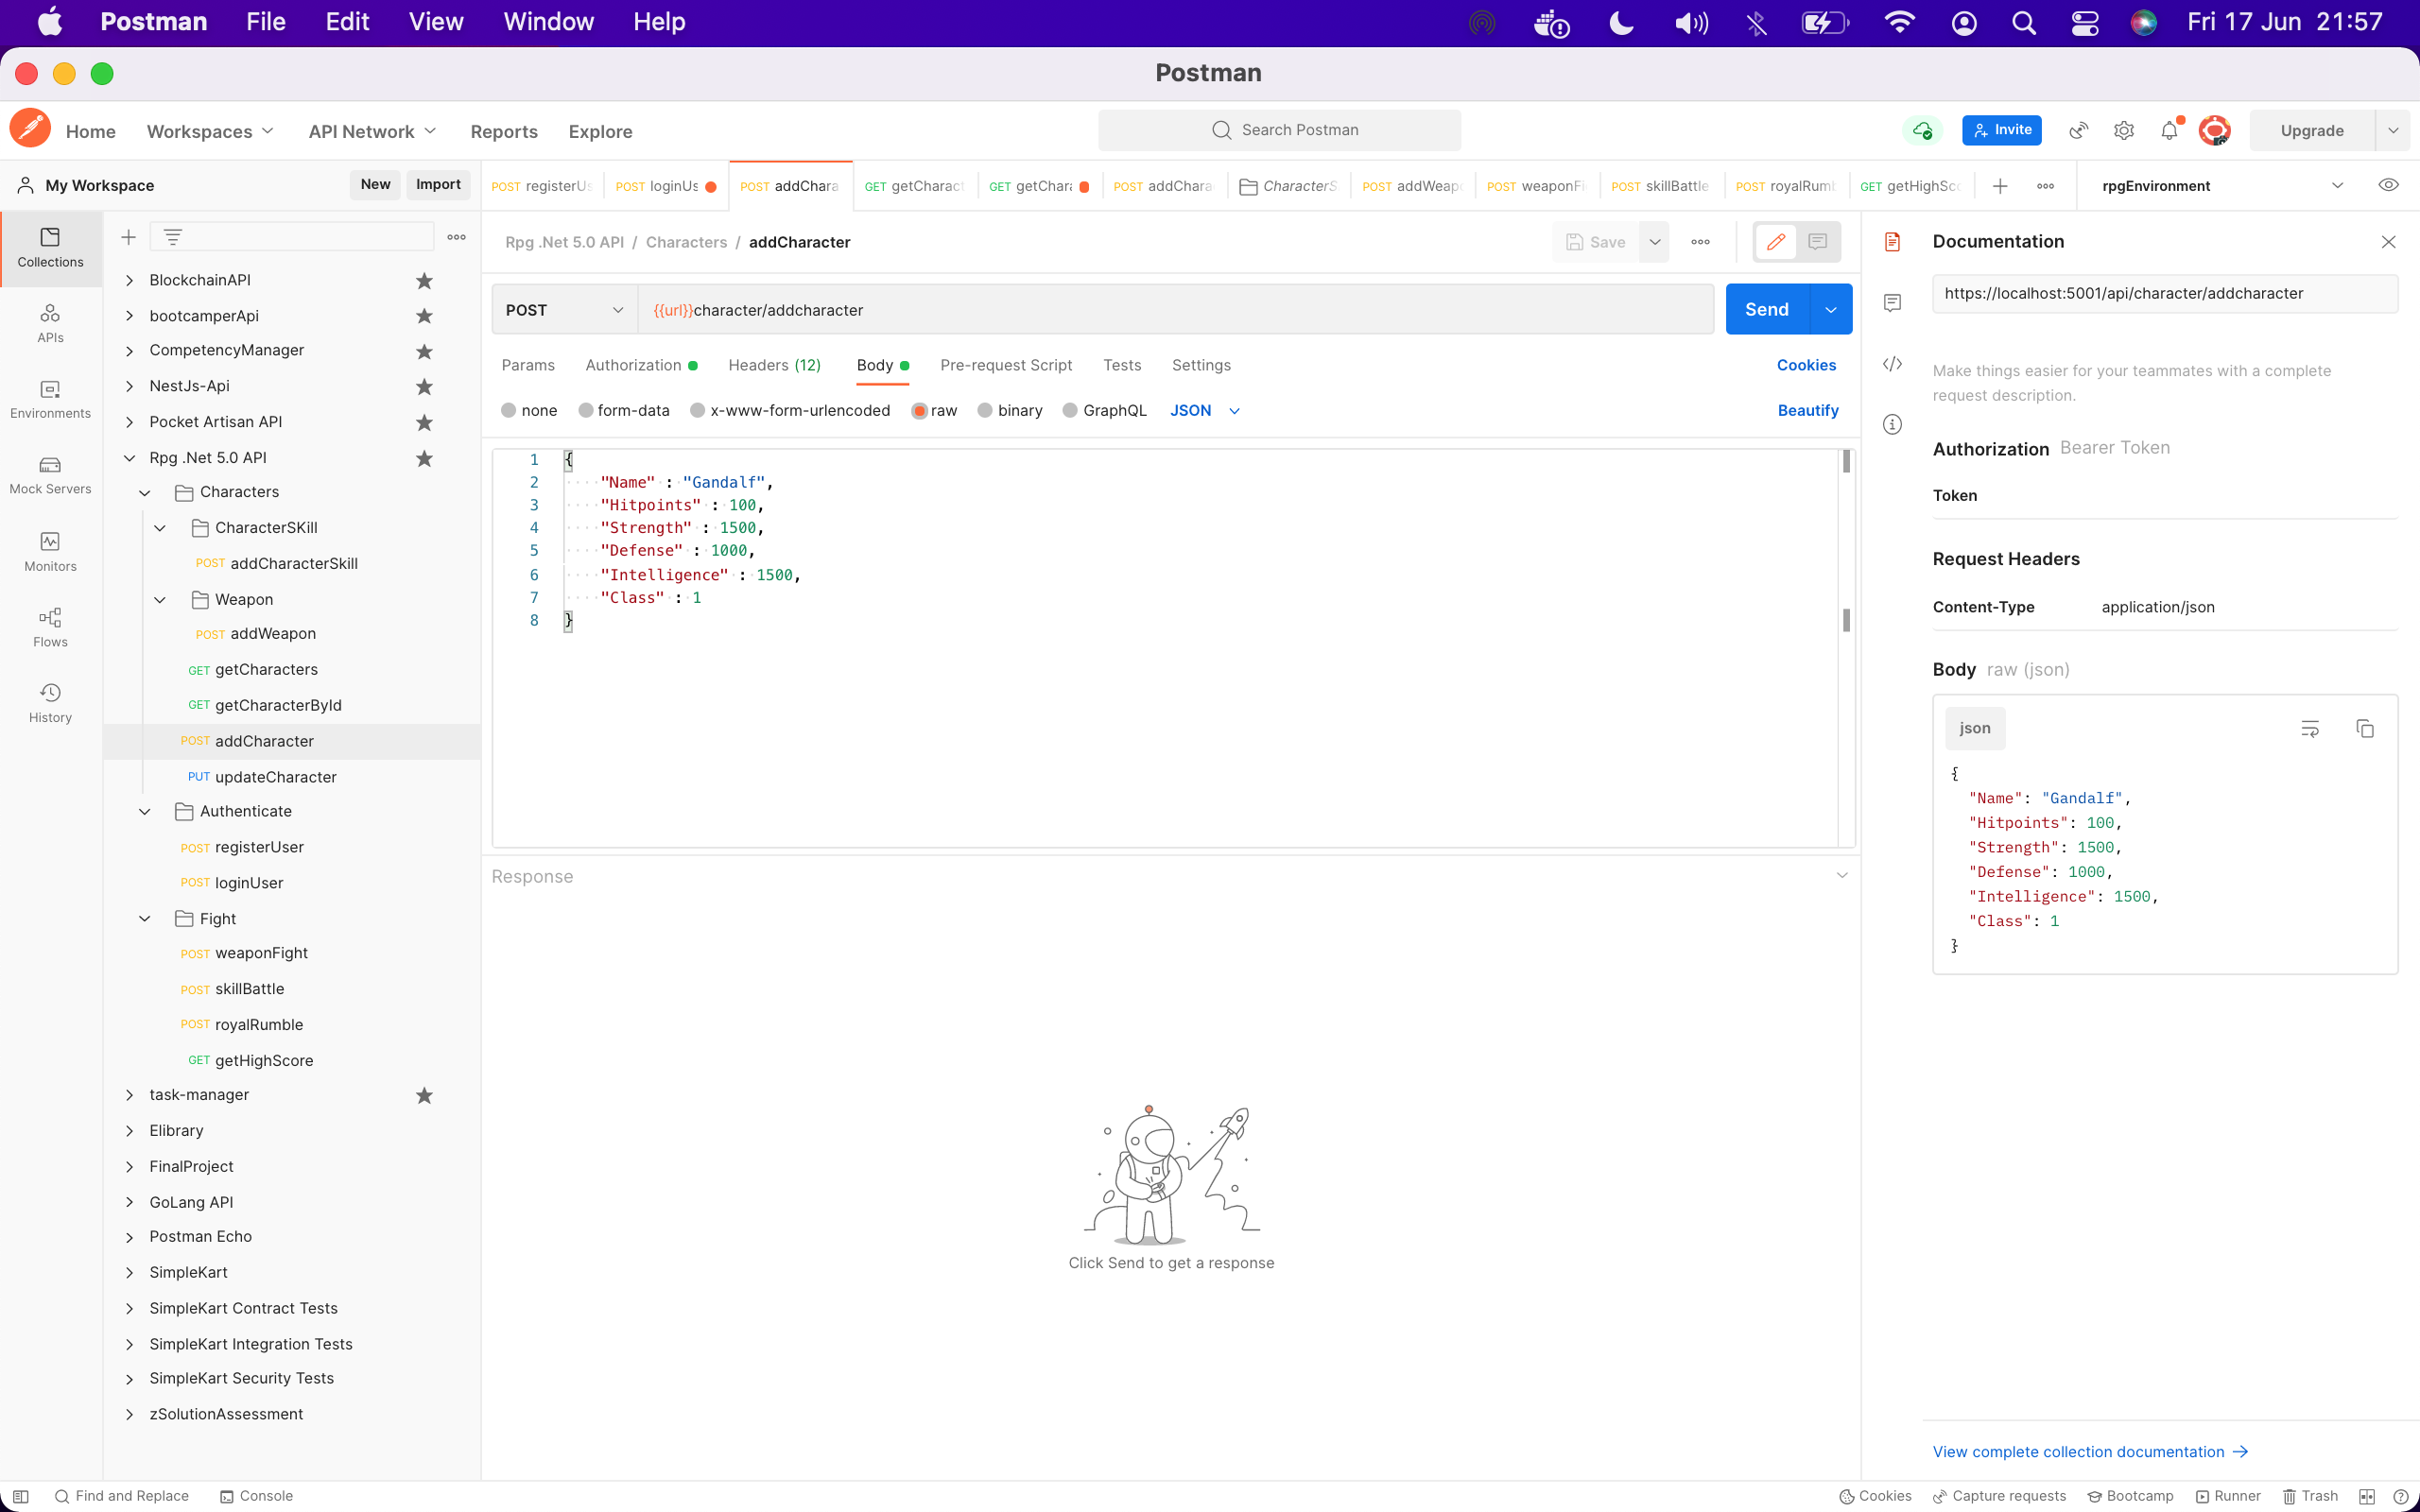 Postman File Edit View Window Help Fri 17 Jun 21:57
Postman
Home Workspaces API Network Reports Explore Search Postman Invite Upgrade
My Workspace New Import
POST registerUs POST loginUs POST addChara GET getCharact GET getChara POST addChara CharacterS POST addWeap POST weaponFi POST skillBattle POST royalRuml GET getHighSco rpgEnvironment
Collections
APIs
Environments
Mock Servers
Monitors
Flows
History
BlockchainAPI
bootcamperApi
CompetencyManager
NestJs-Api
Pocket Artisan API
Rpg .Net 5.0 API
Characters
CharacterSKill
POST addCharacterSkill
Weapon
POST addWeapon
GET getCharacters
GET getCharacterById
POST addCharacter
PUT updateCharacter
Authenticate
POST registerUser
POST loginUser
Fight
POST weaponFight
POST skillBattle
POST royalRumble
GET getHighScore
task-manager
Elibrary
FinalProject
GoLang API
Postman Echo
SimpleKart
SimpleKart Contract Tests
SimpleKart Integration Tests
SimpleKart Security Tests
zSolutionAssessment
Rpg .Net 5.0 API / Characters / addCharacter Save
POST {{url}}character/addcharacter Send
Params Authorization Headers (12) Body Pre-request Script Tests Settings Cookies
none form-data x-www-form-urlencoded raw binary GraphQL JSON Beautify
1 {
2 "Name" : "Gandalf",
3 "Hitpoints" : 100,
4 "Strength" : 1500,
5 "Defense" : 1000,
6 "Intelligence" : 1500,
7 "Class" : 1
8 }
Response
Click Send to get a response
Documentation
https://localhost:5001/api/character/addcharacter
Make things easier for your teammates with a complete
request description.
Authorization Bearer Token
Token
Request Headers
Content-Type application/json
Body raw (json)
json
{
"Name": "Gandalf",
"Hitpoints": 100,
"Strength": 1500,
"Defense": 1000,
"Intelligence": 1500,
"Class": 1
}
View complete collection documentation →
Find and Replace Console Cookies Capture requests Bootcamp Runner Trash